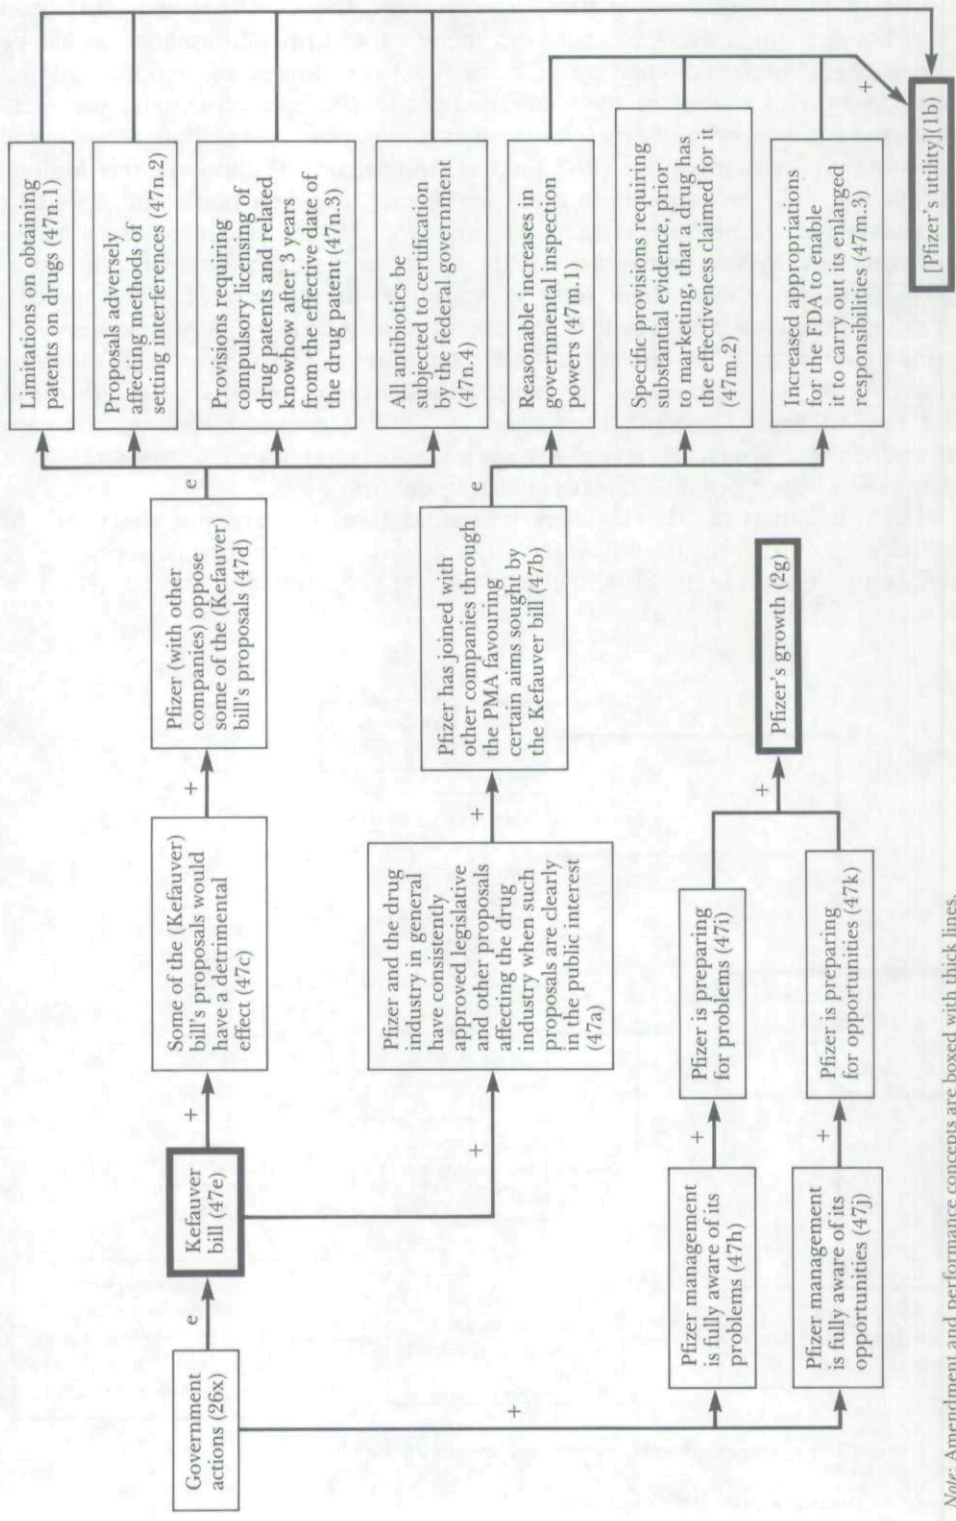 Government
actions (26x)
e
Kefauver
bill (47e)
+
Some of the (Kefauver)
bill's proposals would
have a detrimental
effect (47c)
+
Pfizer (with other
companies) oppose
some of the (Kefauver)
bill's proposals (47d)
e
Limitations on obtaining
patents on drugs (47n.1)
Proposals adversely
affecting methods of
setting interferences (47n.2)
Provisions requiring
compulsory licensing of
drug patents and related
knowhow after 3 years
from the effective date of
the drug patent (47n.3)
All antibiotics be
subjected to certification
by the federal government
(47n.4)
–
+
Pfizer and the drug
industry in general
have consistently
approved legislative
and other proposals
affecting the drug
industry when such
proposals are clearly
in the public interest
(47a)
+
Pfizer has joined with
other companies through
the PMA favouring
certain aims sought by
the Kefauver bill (47b)
e
Reasonable increases in
governmental inspection
powers (47m.1)
Specific provisions requiring
substantial evidence, prior
to marketing, that a drug has
the effectiveness claimed for it
(47m.2)
Increased appropriations
for the FDA to enable
it to carry out its enlarged
responsibilities (47m.3)
+
[Pfizer's utility](1b)
+
Pfizer management
is fully aware of its
problems (47h)
+
Pfizer is preparing
for problems (47i)
Pfizer management
is fully aware of its
opportunities (47j)
+
Pfizer is preparing
for opportunities (47k)
+
Pfizer's growth (2g)
Note: Amendment and performance concepts are boxed with thick lines.